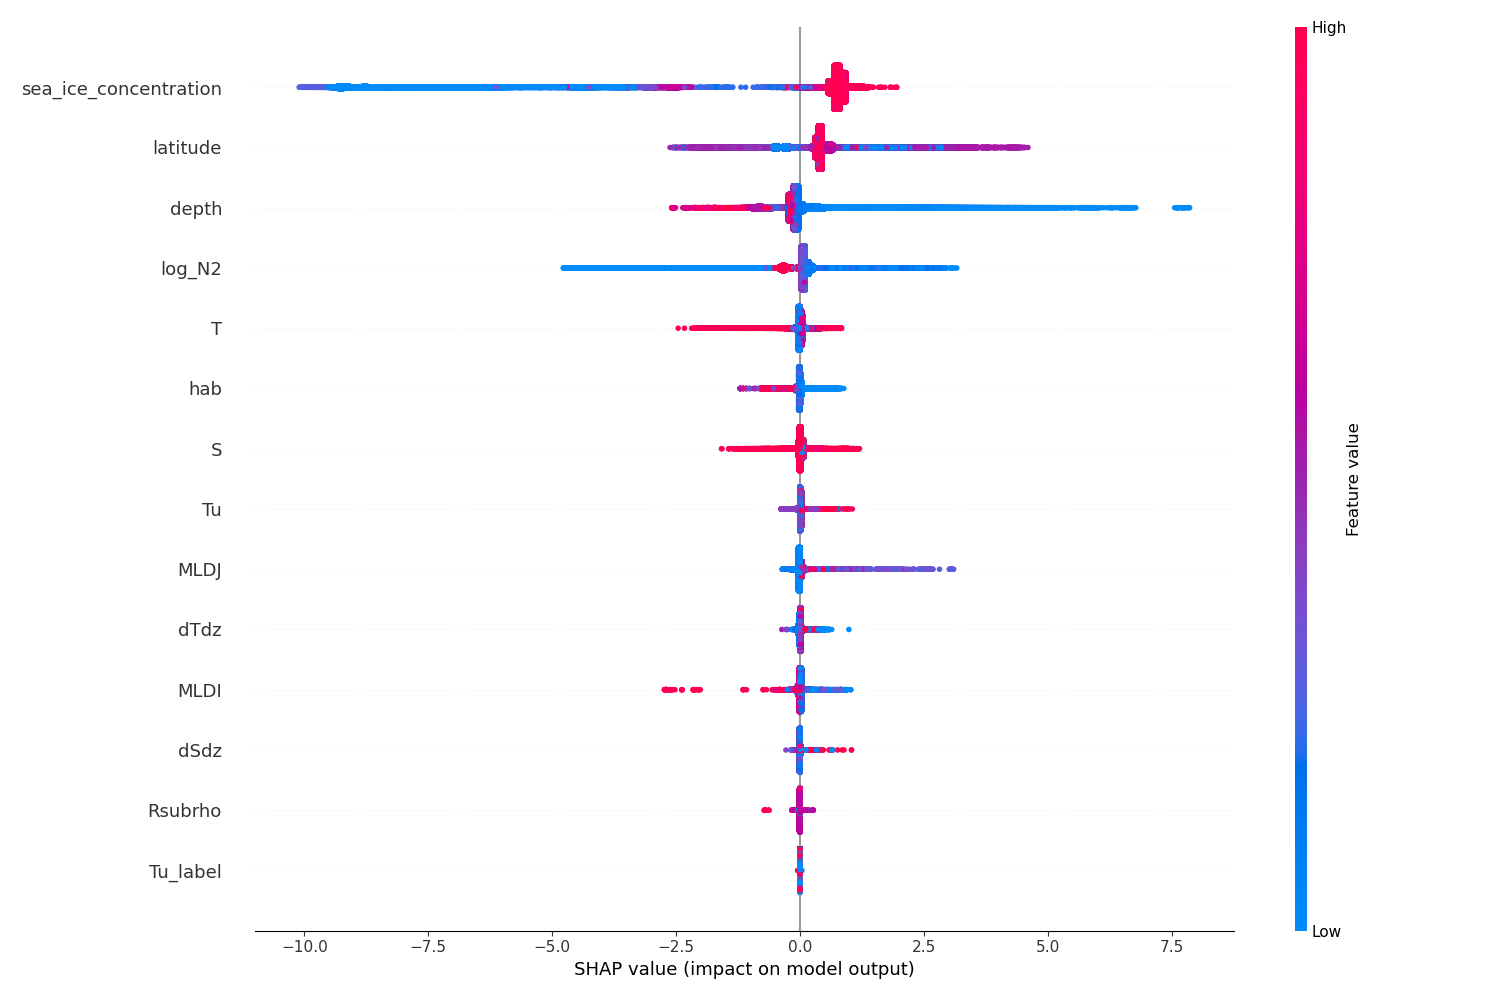 High
sea_ice_concentration
latitude
depth
log_N2
T
hab
S
Tu
MLDJ
dTdz
MLDI
dSdz
Rsubrho
Tu_label
Feature value
Low
−10.0 −7.5 −5.0 −2.5 0.0 2.5 5.0 7.5
SHAP value (impact on model output)